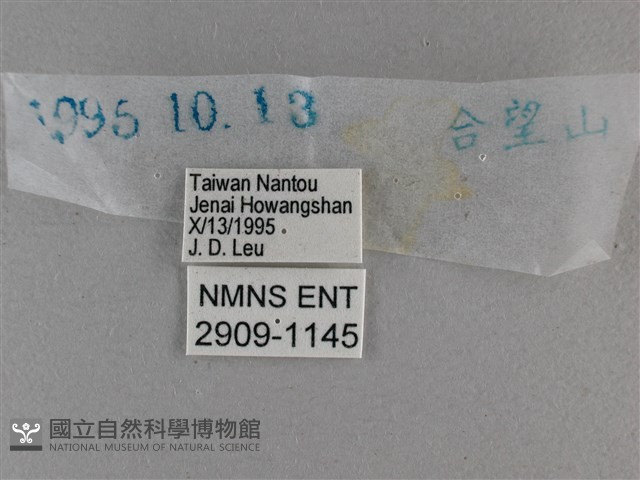 1995 10. 13 合望山
Taiwan Nantou
Jenai Howangshan
X/13/1995
J. D. Leu
NMNS ENT
2909-1145
國立自然科學博物館
NATIONAL MUSEUM OF NATURAL SCIENCE